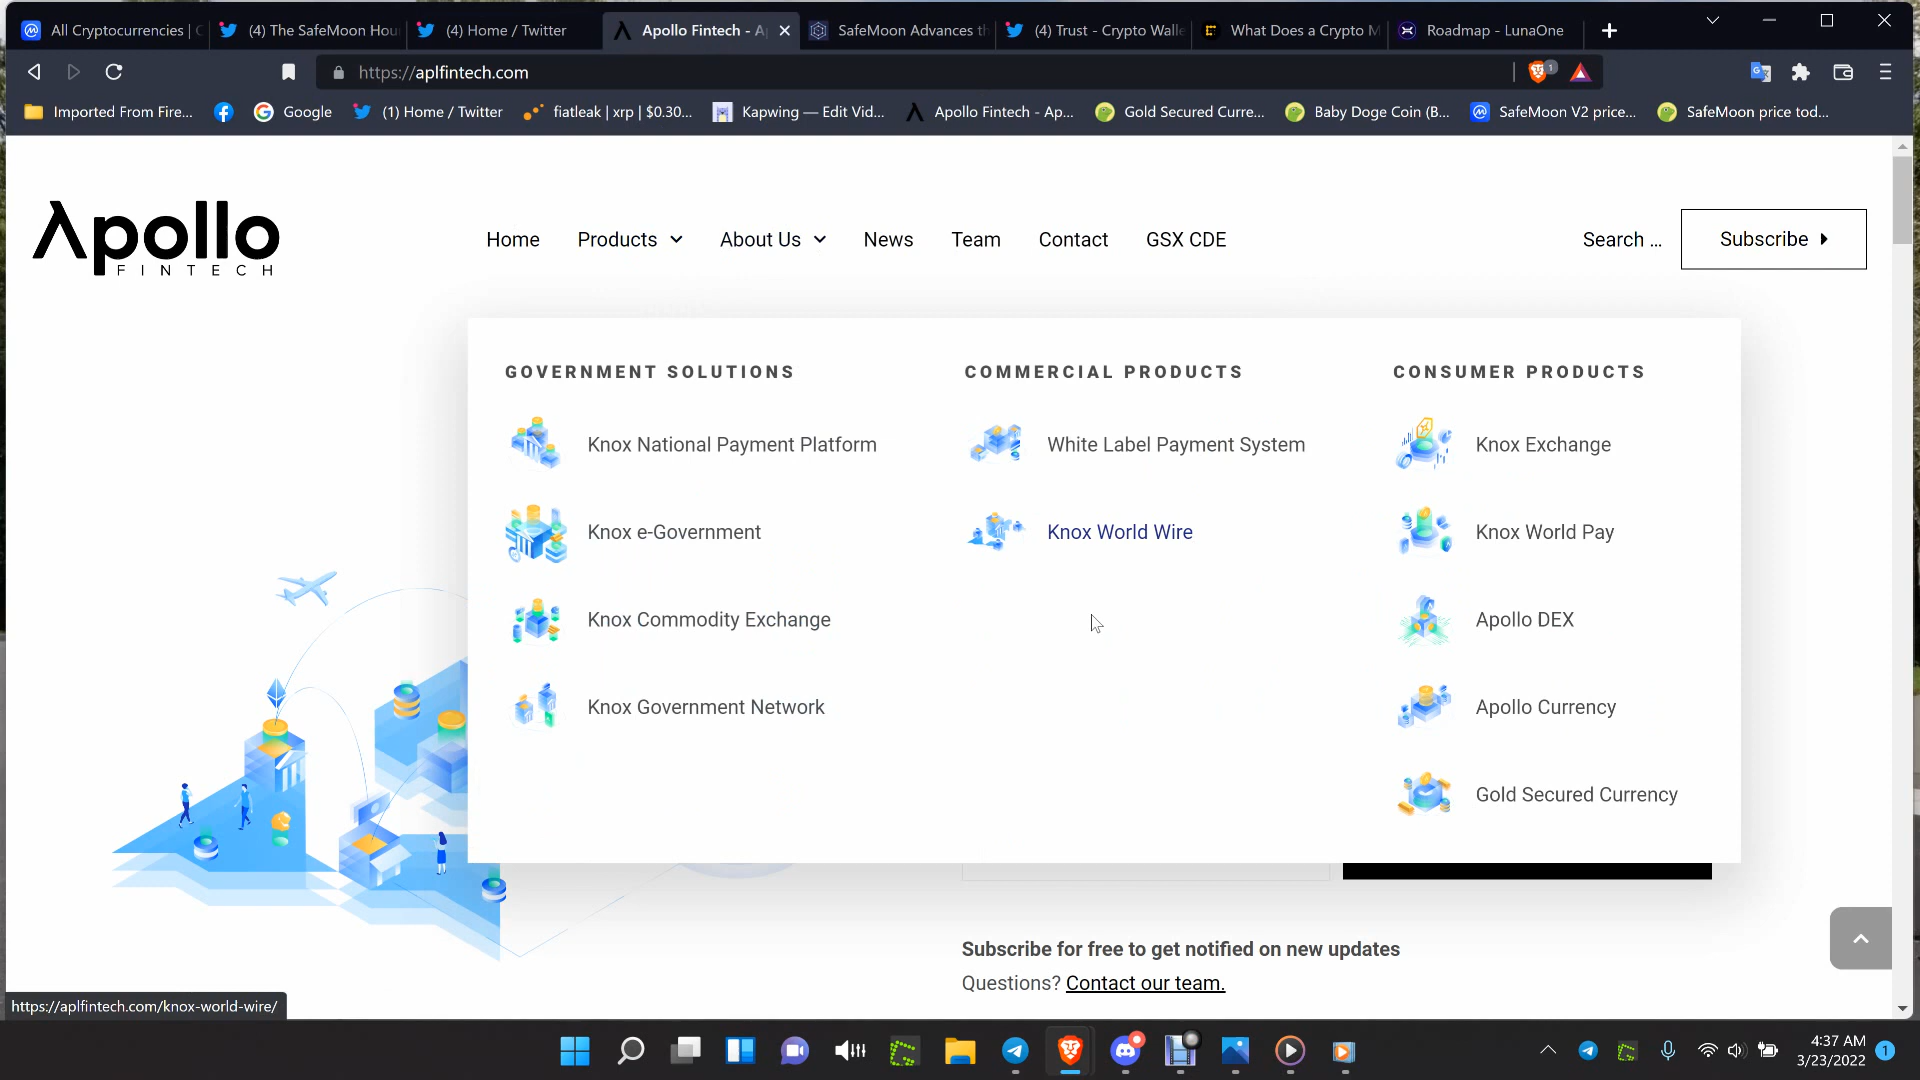 All Cryptocurrencies |
(4) The SafeMoon Hou
(4) Home / Twitter
Apollo Fintech - A
SafeMoon Advances th
(4) Trust - Crypto Walle
What Does a Crypto M
Roadmap - LunaOne
https://aplfintech.com
1
Imported From Fire...
Google
(1) Home / Twitter
fiatleak | xrp | $0.30...
Kapwing — Edit Vid...
Apollo Fintech - Ap...
Gold Secured Curre...
Baby Doge Coin (B...
SafeMoon V2 price...
SafeMoon price tod...
Apollo
FINTECH
Home
Products
About Us
News
Team
Contact
GSX CDE
Search ...
Subscribe
GOVERNMENT SOLUTIONS
Knox National Payment Platform
Knox e-Government
Knox Commodity Exchange
Knox Government Network
COMMERCIAL PRODUCTS
White Label Payment System
Knox World Wire
CONSUMER PRODUCTS
Knox Exchange
Knox World Pay
Apollo DEX
Apollo Currency
Gold Secured Currency
Subscribe for free to get notified on new updates
Questions? Contact our team.
https://aplfintech.com/knox-world-wire/
4:37 AM
3/23/2022
1